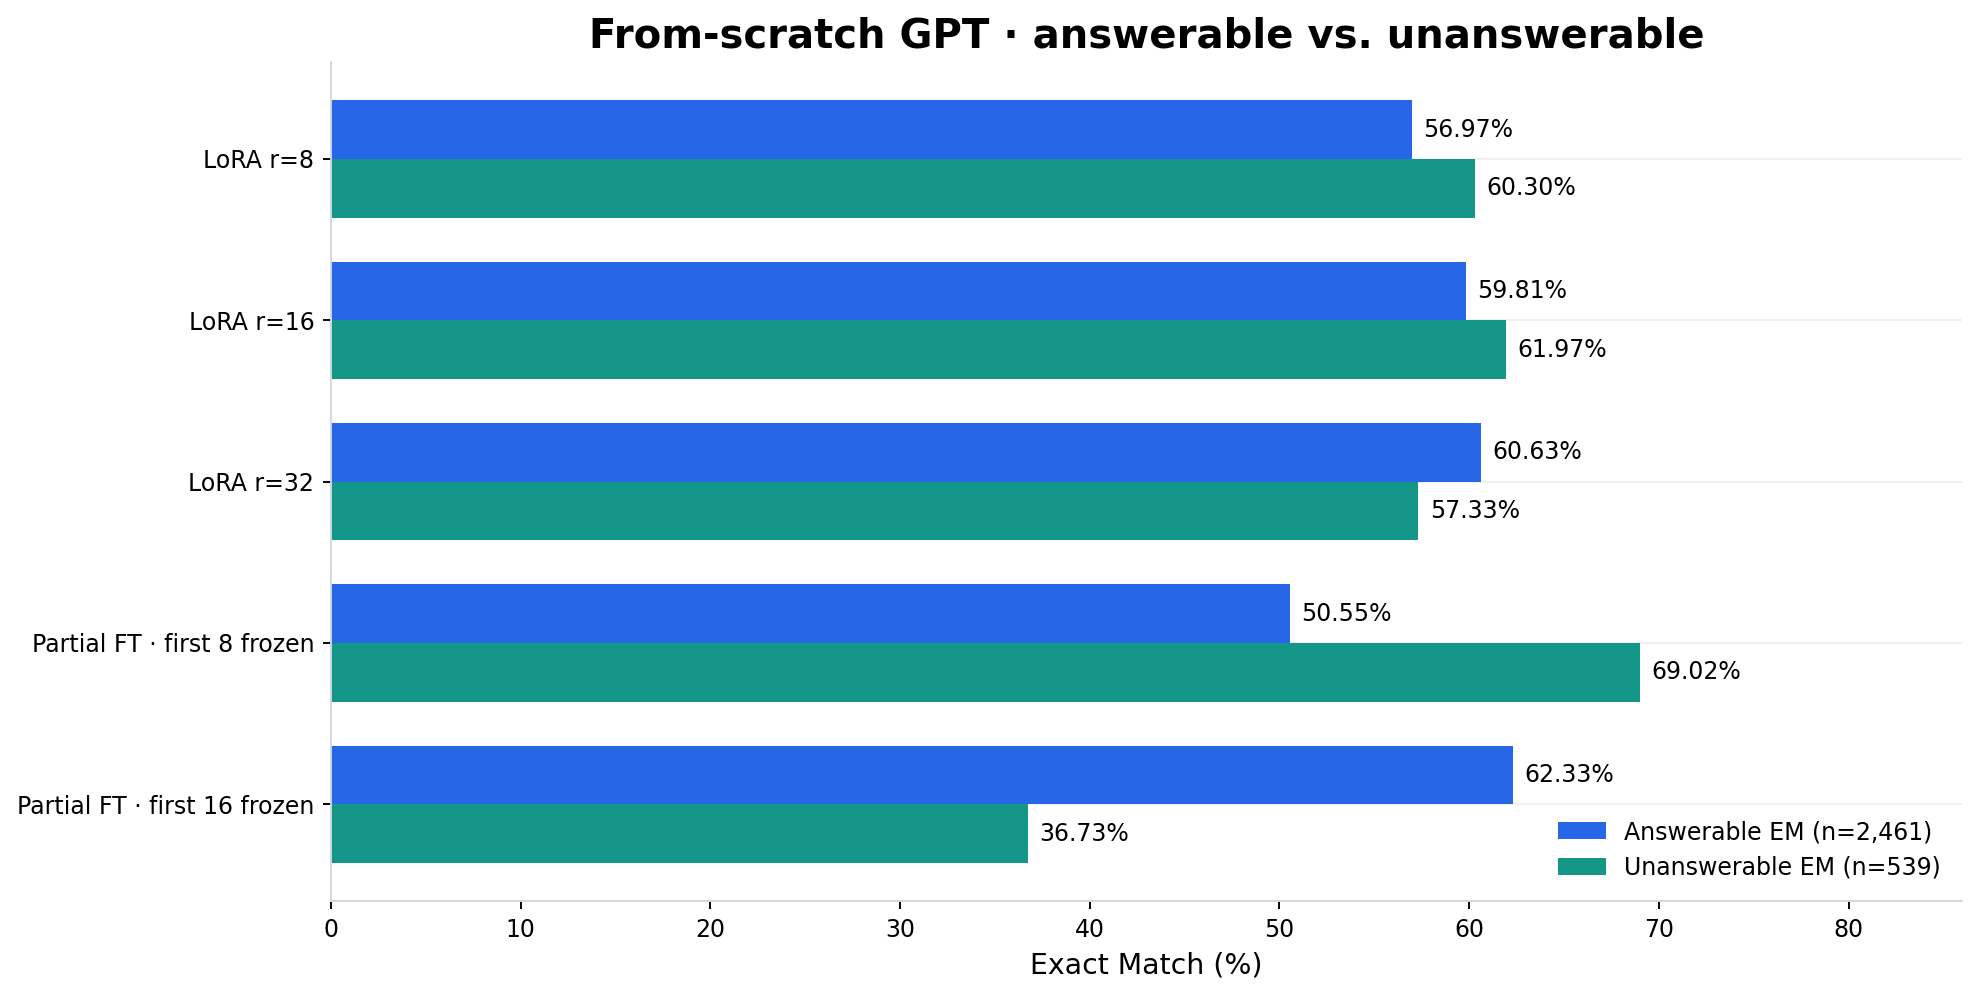 From-scratch GPT · answerable vs. unanswerable
56.97%
LoRA r=8
60.30%
59.81%
LoRA r=16
61.97%
60.63%
LoRA r=32
57.33%
50.55%
Partial FT · first 8 frozen
69.02%
62.33%
Partial FT · first 16 frozen
36.73%
Answerable EM (n=2,461)
Unanswerable EM (n=539)
0 10 20 30 40 50 60 70 80
Exact Match (%)